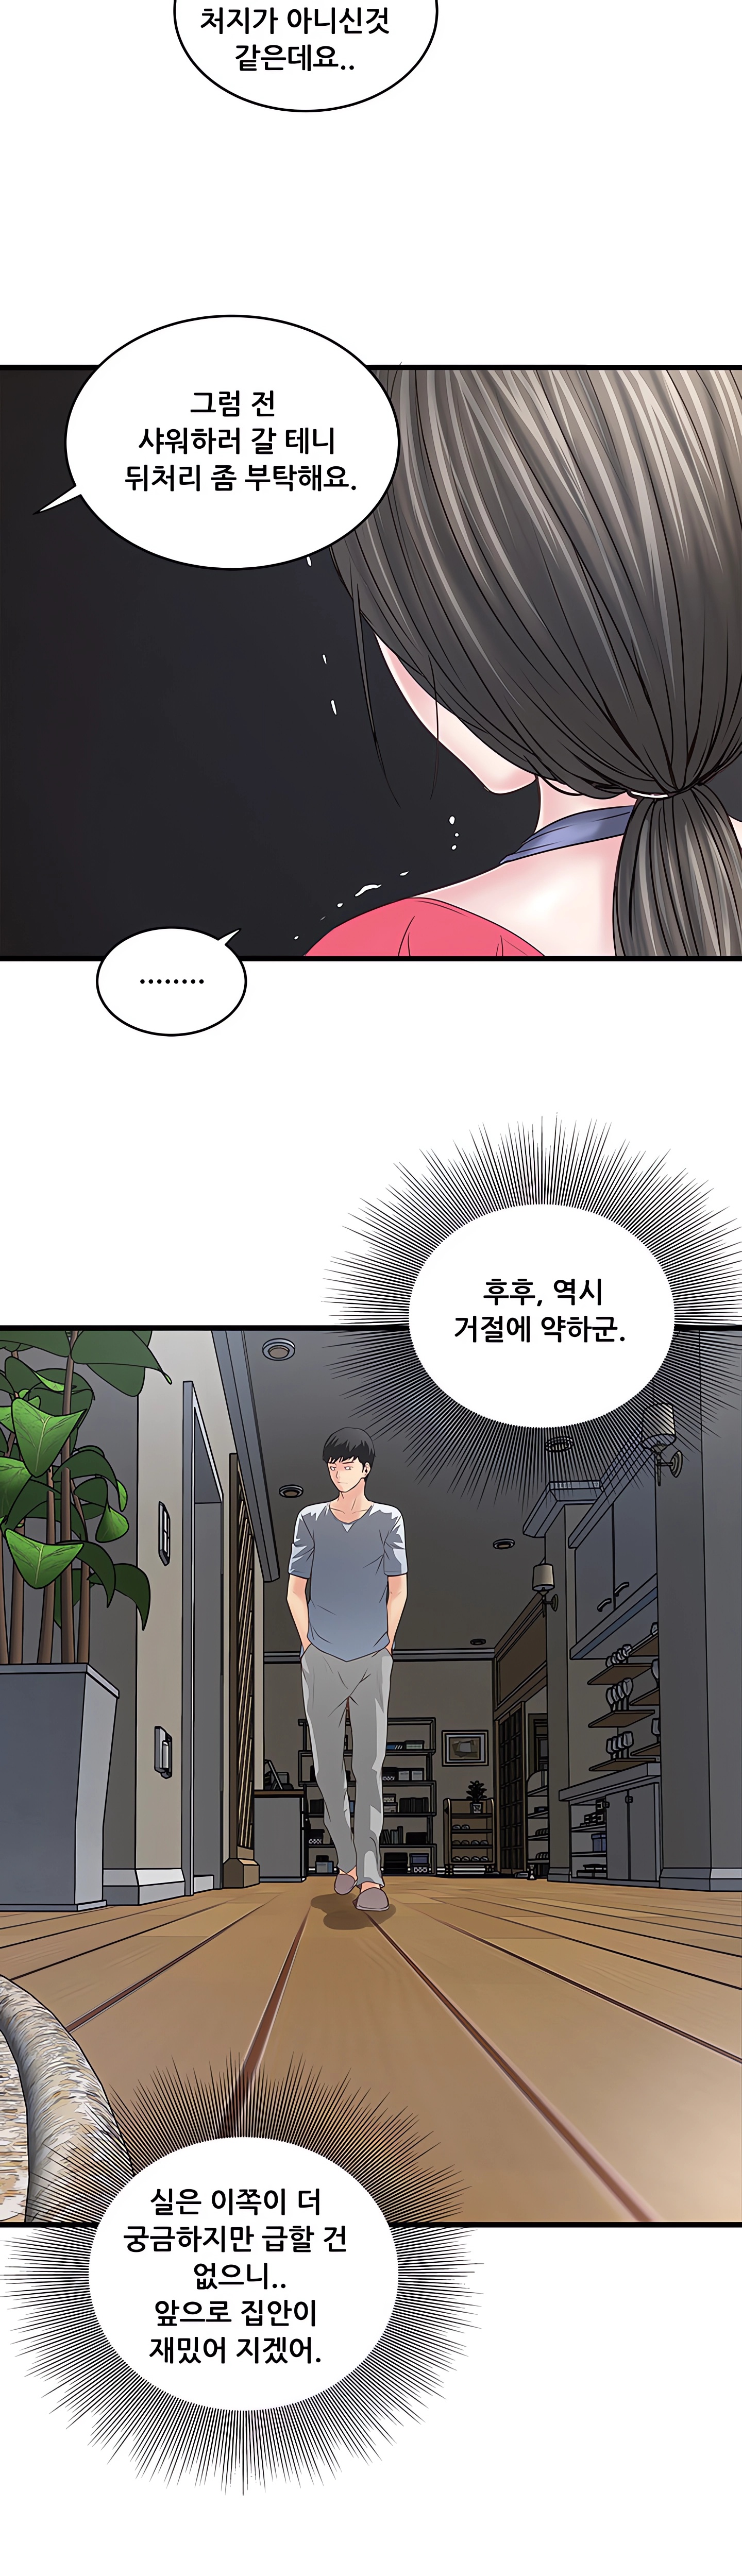 처지가 아니신것
같은데요..
그럼 전
샤워하러 갈 테니
뒤처리 좀 부탁해요.
········
후후, 역시
거절에 약하군.
실은 이쪽이 더
궁금하지만 급할 건
없으니..
앞으로 집안이
재밌어 지겠어.